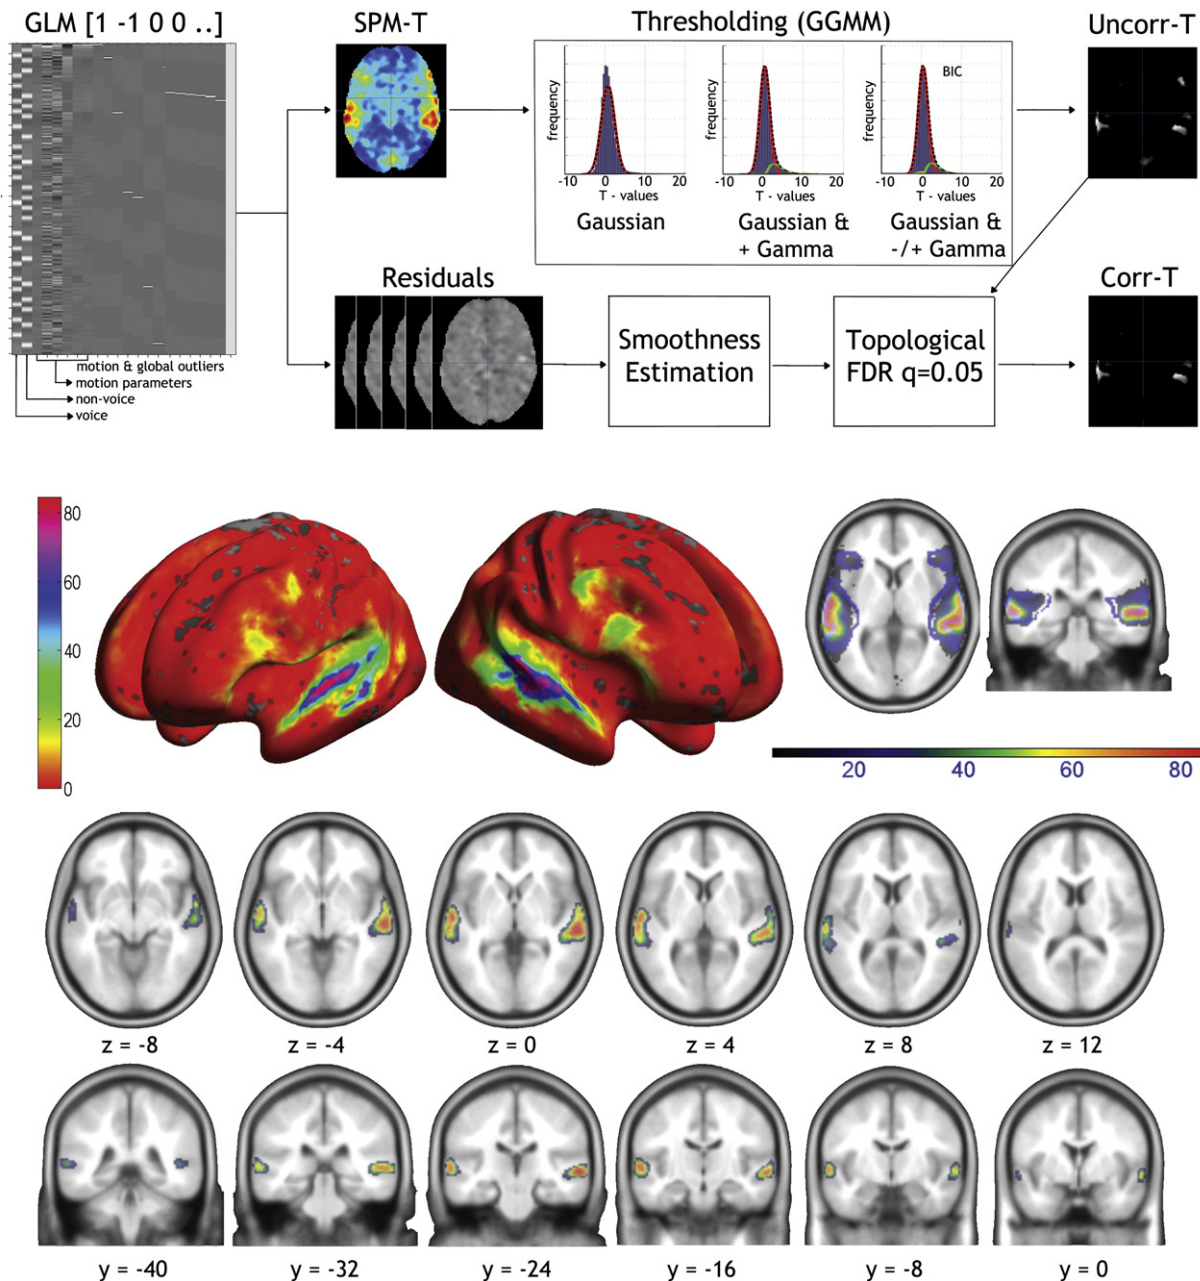 GLM [1 -1 0 0 ..]
SPM-T
Thresholding (GGMM)
Uncorr-T
frequency
frequency
frequency
BIC
-10 0 10 20
-10 0 10 20
-10 0 10 20
T - values
T - values
T - values
Gaussian
Gaussian &
+ Gamma
Gaussian &
-/+ Gamma
Residuals
Corr-T
Smoothness
Estimation
Topological
FDR q=0.05
motion & global outliers
motion parameters
non-voice
voice
80
60
40
20
0
20 40 60 80
z = -8
z = -4
z = 0
z = 4
z = 8
z = 12
y = -40
y = -32
y = -24
y = -16
y = -8
y = 0